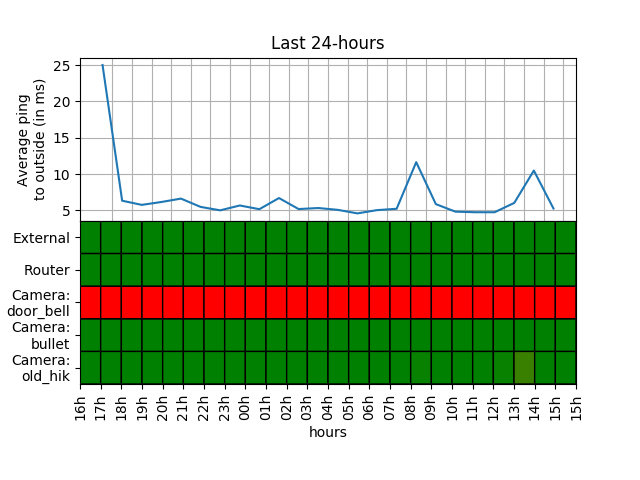 Last 24-hours
Average ping
to outside (in ms)
25
20
15
10
5
External
Router
Camera:
door_bell
Camera:
bullet
Camera:
old_hik
16h 17h 18h 19h 20h 21h 22h 23h 00h 01h 02h 03h 04h 05h 06h 07h 08h 09h 10h 11h 12h 13h 14h 15h 15h
hours